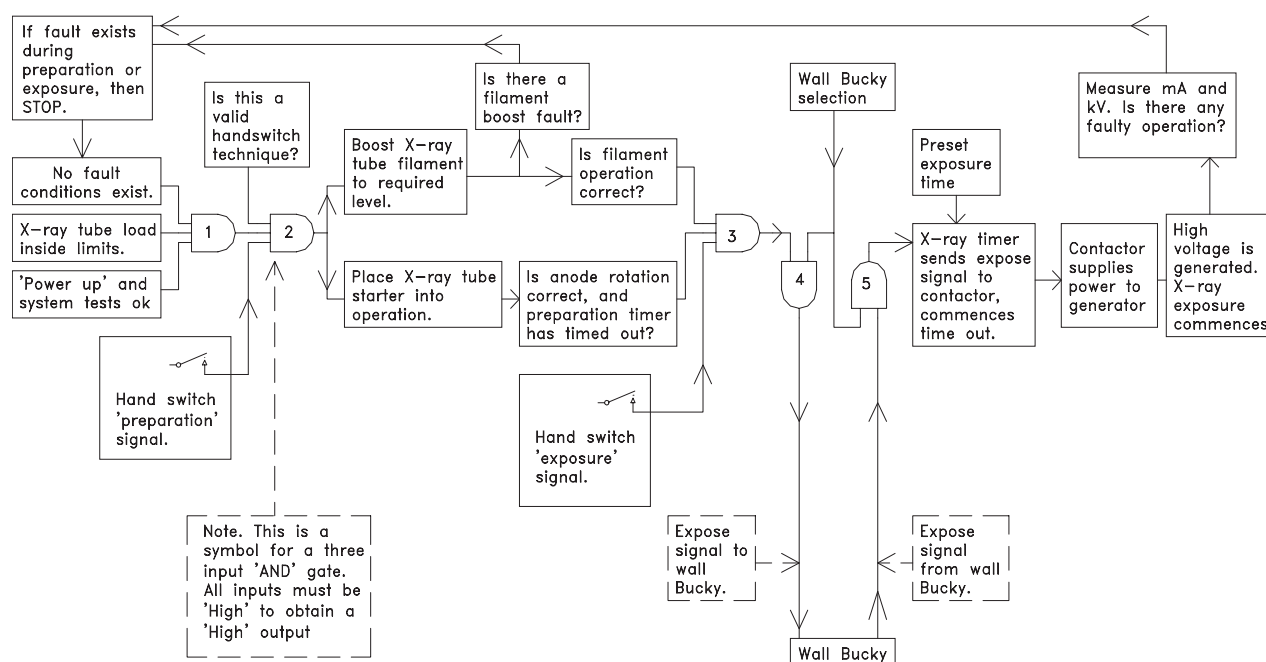 If fault exists
during
preparation or
exposure, then
STOP.
No fault
conditions exist.
X-ray tube load
inside limits.
'Power up' and
system tests ok
1
Is this a
valid
handswitch
technique?
2
Hand switch
'preparation'
signal.
Note. This is a
symbol for a three
input 'AND' gate.
All inputs must be
'High' to obtain a
'High' output
Boost X-ray
tube filament
to required
level.
Is there a
filament
boost fault?
Is filament
operation
correct?
Place X-ray tube
starter into
operation.
Is anode rotation
correct, and
preparation timer
has timed out?
Hand switch
'exposure'
signal.
3
Wall Bucky
selection
4
5
Expose
signal to
wall
Bucky.
Expose
signal
from wall
Bucky.
Wall Bucky
Preset
exposure
time
X-ray timer
sends expose
signal to
contactor,
commences
time out.
Contactor
supplies
power to
generator
High
voltage is
generated.
X-ray
exposure
commences
Measure mA and
kV. Is there any
faulty operation?